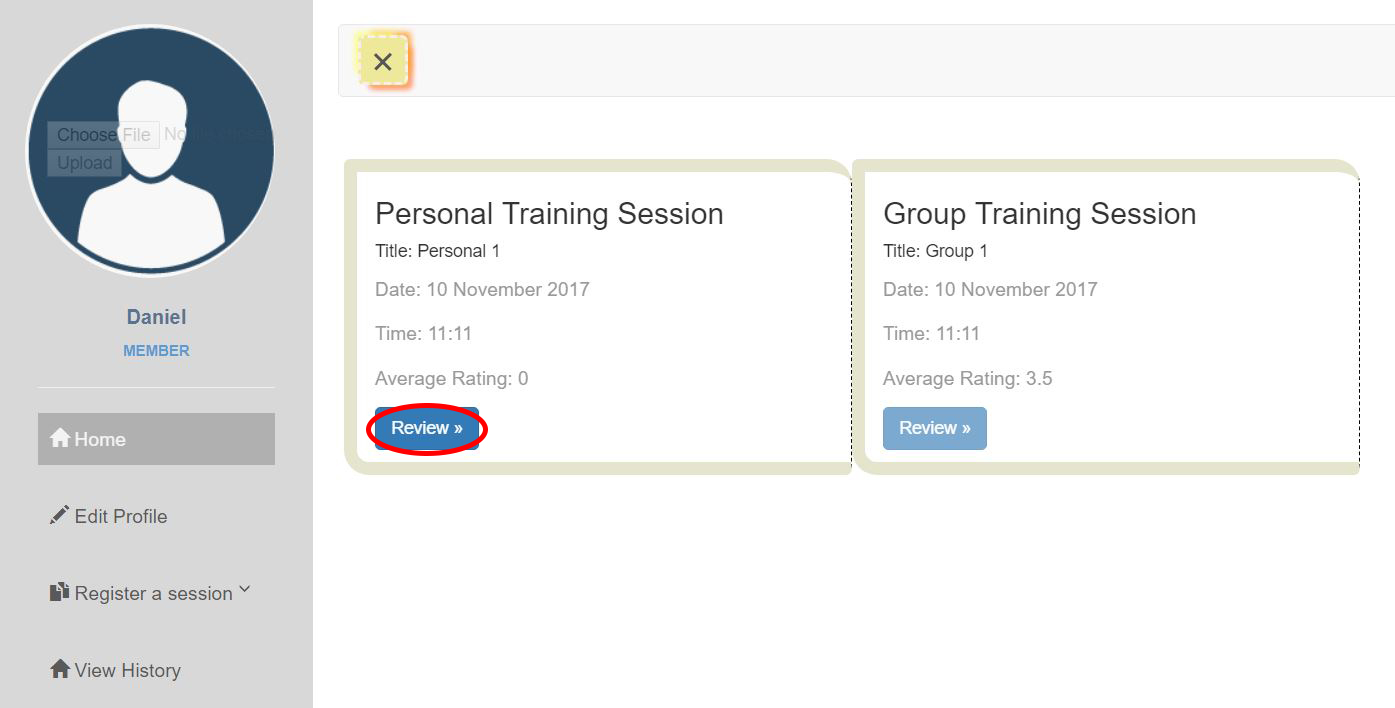 Choose File No file chosen
Upload
Daniel
MEMBER
Home
Edit Profile
Register a session
View History
Personal Training Session
Title: Personal 1
Date: 10 November 2017
Time: 11:11
Average Rating: 0
Review »
Group Training Session
Title: Group 1
Date: 10 November 2017
Time: 11:11
Average Rating: 3.5
Review »